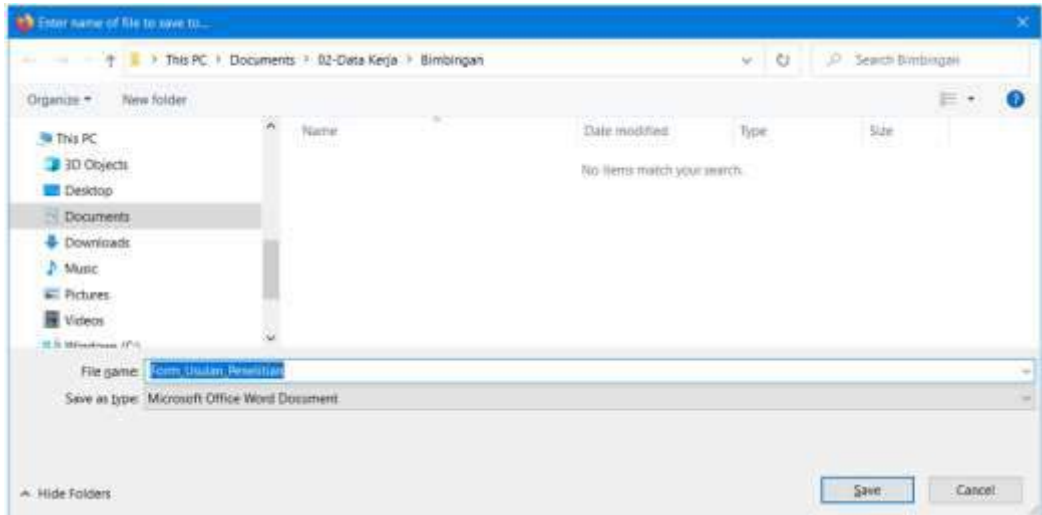 Enter name of file to save to...
This PC > Documents > 02-Data Kerja > Bimbingan
Search Bimbingan
Organize
New folder
Name
Date modified
Type
Size
No items match your search.
This PC
3D Objects
Desktop
Documents
Downloads
Music
Pictures
Videos
Windows (C:)
File name: Form_Usulan_Penelitian
Save as type: Microsoft Office Word Document
Hide Folders
Save
Cancel